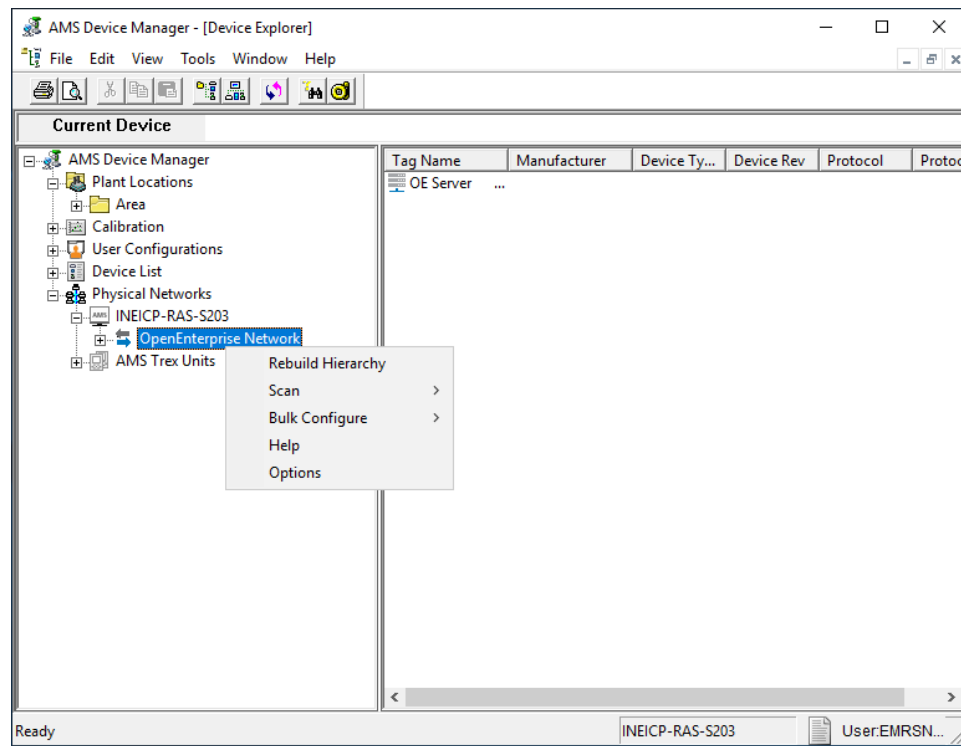 AMS Device Manager - [Device Explorer]
File Edit View Tools Window Help
Current Device
AMS Device Manager
Plant Locations
Area
Calibration
User Configurations
Device List
Physical Networks
AMS INEICP-RAS-S203
OpenEnterprise Network
AMS Trex Units
Rebuild Hierarchy
Scan
Bulk Configure
Help
Options
Tag Name Manufacturer Device Ty... Device Rev Protocol Protoc
OE Server ...
Ready INEICP-RAS-S203 User:EMRSN...